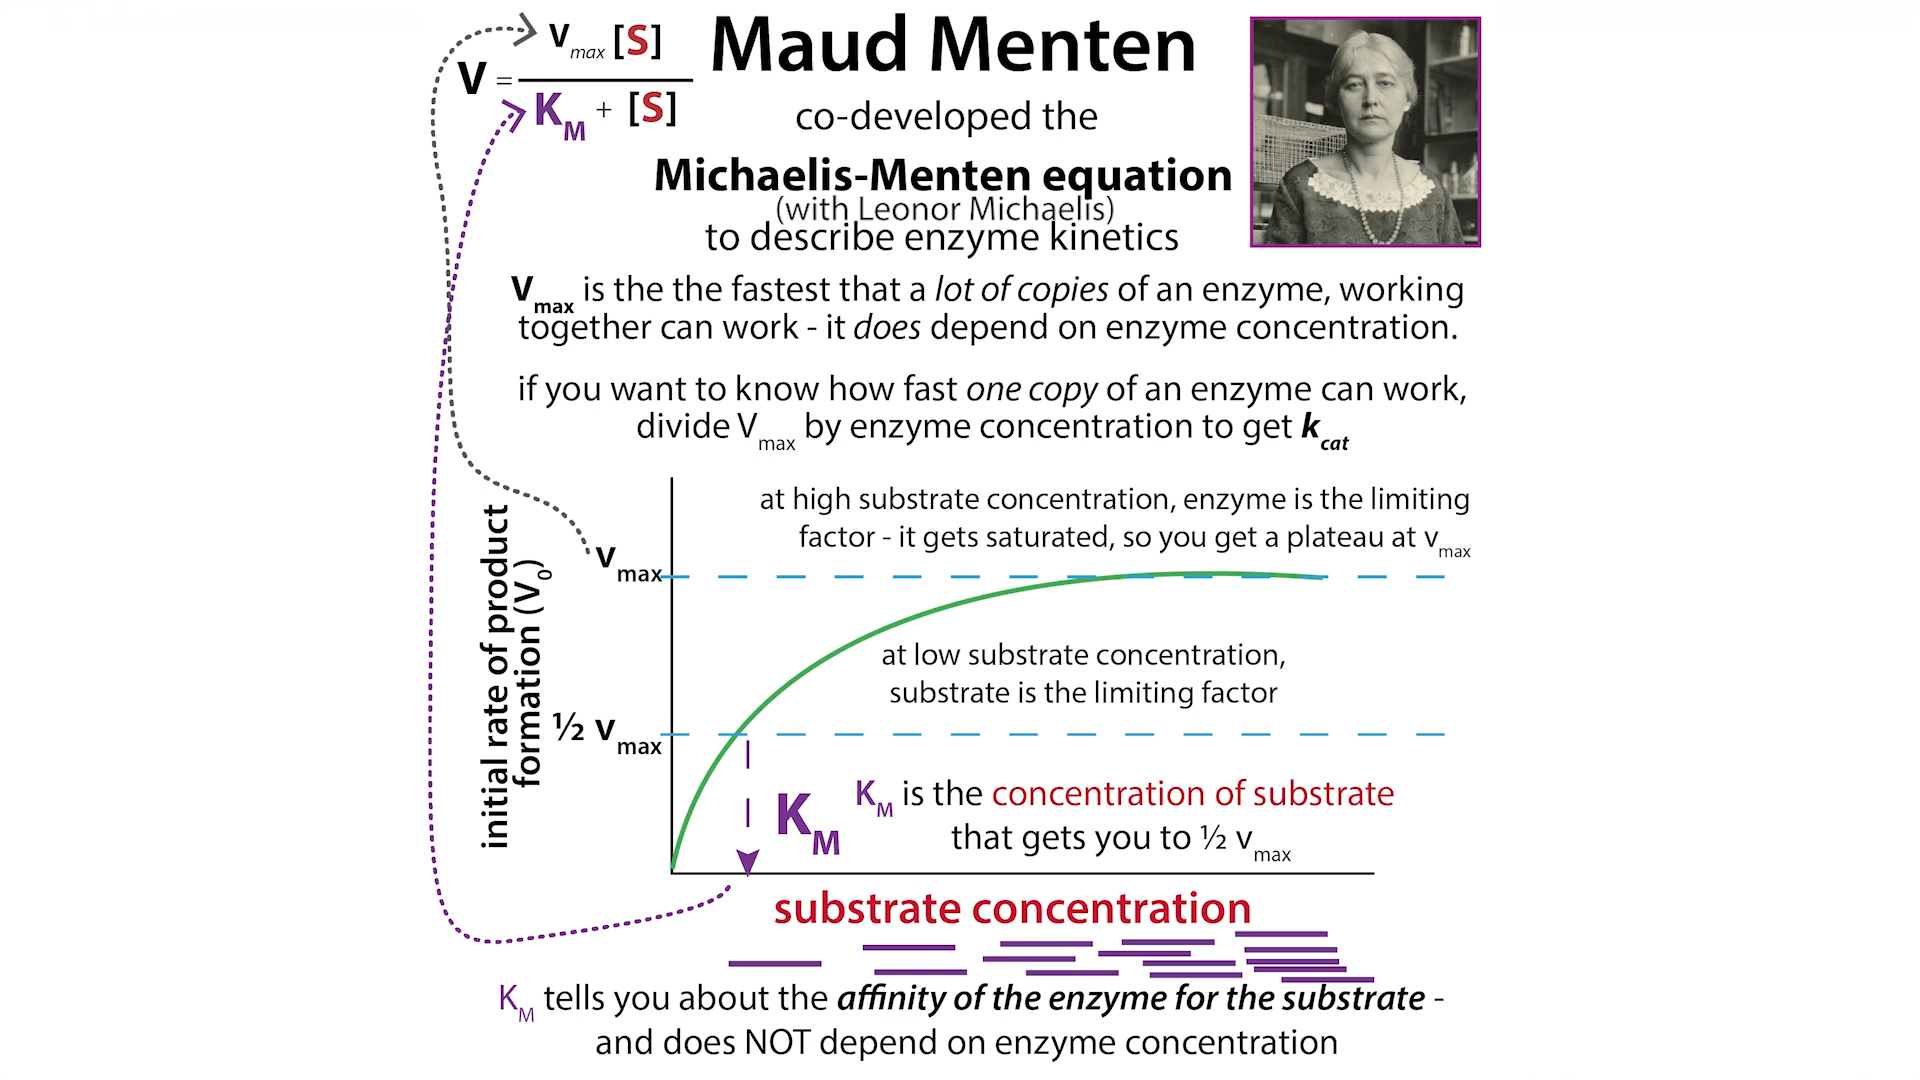 V = Vmax [S]
KM + [S]
Maud Menten
co-developed the
Michaelis-Menten equation
(with Leonor Michaelis)
to describe enzyme kinetics
Vmax is the the fastest that a lot of copies of an enzyme, working
together can work - it does depend on enzyme concentration.
if you want to know how fast one copy of an enzyme can work,
divide Vmax by enzyme concentration to get kcat
at high substrate concentration, enzyme is the limiting
factor - it gets saturated, so you get a plateau at vmax
initial rate of product
formation (V0)
vmax
at low substrate concentration,
substrate is the limiting factor
½ vmax
KM
KM is the concentration of substrate
that gets you to ½ vmax
substrate concentration
KM tells you about the affinity of the enzyme for the substrate -
and does NOT depend on enzyme concentration